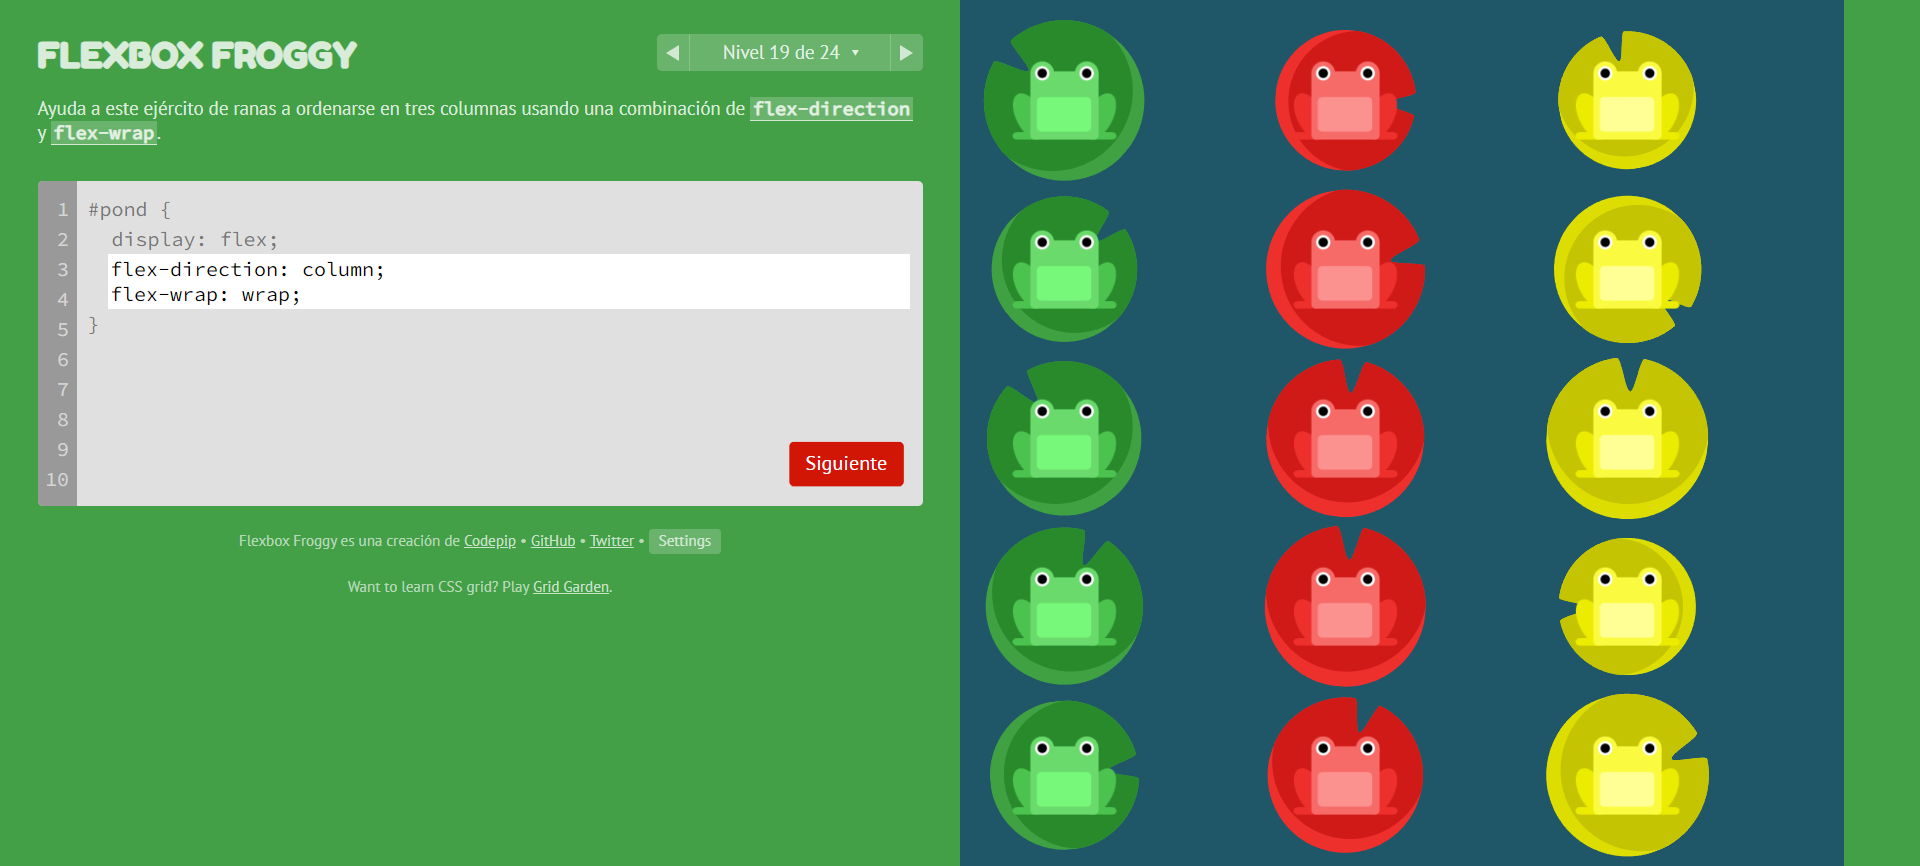 FLEXBOX FROGGY
◀ Nivel 19 de 24 ▾ ▶
Ayuda a este ejército de ranas a ordenarse en tres columnas usando una combinación de flex-direction
y flex-wrap.
1 #pond {
2 display: flex;
3 flex-direction: column;
4 flex-wrap: wrap;
5 }
6
7
8
9
10
Siguiente
Flexbox Froggy es una creación de Codepip • GitHub • Twitter • Settings
Want to learn CSS grid? Play Grid Garden.